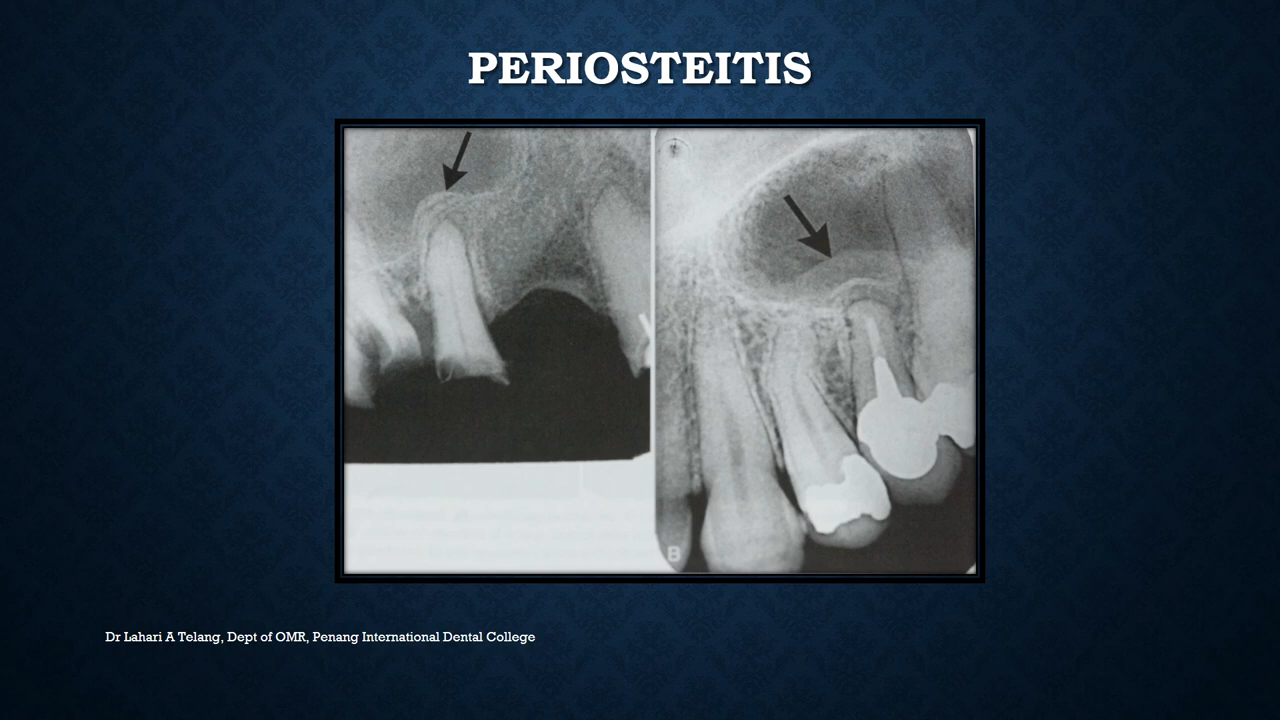 PERIOSTEITIS
B
Dr Lahari A Telang, Dept of OMR, Penang International Dental College